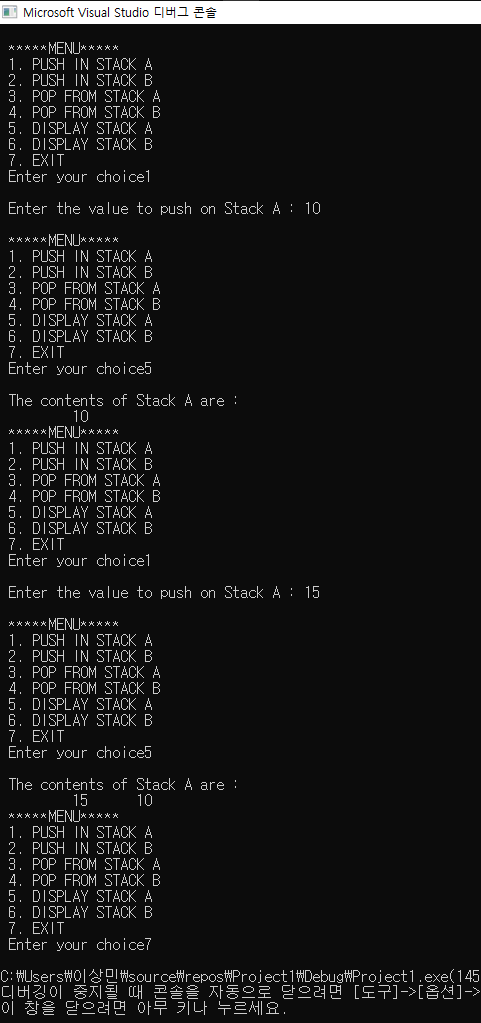 Microsoft Visual Studio 디버그 콘솔
*****MENU*****
1. PUSH IN STACK A
2. PUSH IN STACK B
3. POP FROM STACK A
4. POP FROM STACK B
5. DISPLAY STACK A
6. DISPLAY STACK B
7. EXIT
Enter your choice1
Enter the value to push on Stack A : 10
*****MENU*****
1. PUSH IN STACK A
2. PUSH IN STACK B
3. POP FROM STACK A
4. POP FROM STACK B
5. DISPLAY STACK A
6. DISPLAY STACK B
7. EXIT
Enter your choice5
The contents of Stack A are :
10
*****MENU*****
1. PUSH IN STACK A
2. PUSH IN STACK B
3. POP FROM STACK A
4. POP FROM STACK B
5. DISPLAY STACK A
6. DISPLAY STACK B
7. EXIT
Enter your choice1
Enter the value to push on Stack A : 15
*****MENU*****
1. PUSH IN STACK A
2. PUSH IN STACK B
3. POP FROM STACK A
4. POP FROM STACK B
5. DISPLAY STACK A
6. DISPLAY STACK B
7. EXIT
Enter your choice5
The contents of Stack A are :
15 10
*****MENU*****
1. PUSH IN STACK A
2. PUSH IN STACK B
3. POP FROM STACK A
4. POP FROM STACK B
5. DISPLAY STACK A
6. DISPLAY STACK B
7. EXIT
Enter your choice7
C:₩Users₩이상민₩source₩repos₩Project1₩Debug₩Project1.exe(145
디버깅이 중지될 때 콘솔을 자동으로 닫으려면 [도구]->[옵션]->
이 창을 닫으려면 아무 키나 누르세요.